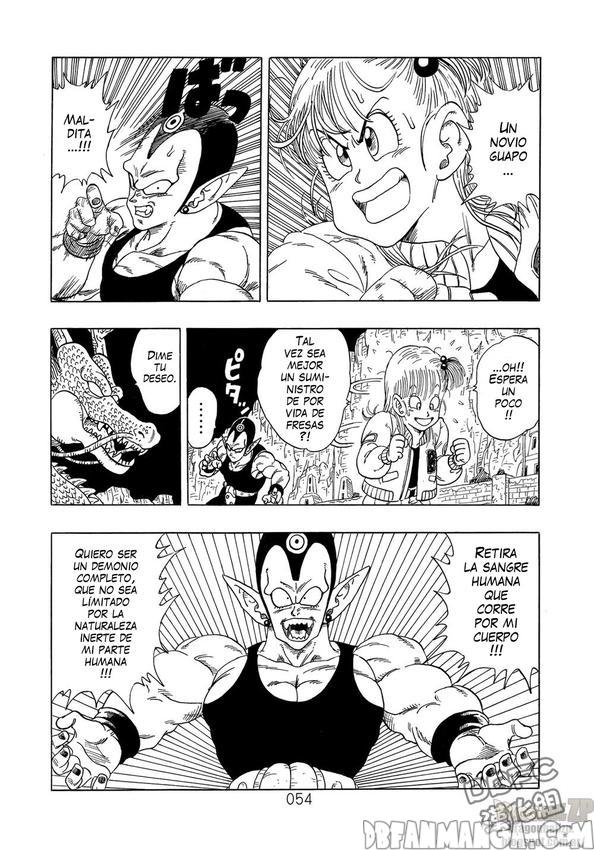 UN
NOVIO
GUAPO
...
ばっ
MAL-
DITA
...!!!
...OH!!
ESPERA
UN
POCO!!
TAL
VEZ SEA
MEJOR
UN SUMI-
NISTRO
DE POR
VIDA DE
FRESAS
?!
ピタッ
......
DIME
TU
DESEO.
RETIRA
LA
SANGRE
HUMANA
QUE
CORRE
POR MI
CUERPO
!!!
QUIERO SER
UN DEMONIO
COMPLETO,
QUE NO SEA
LÍMITADO
POR LA
NATURALEZA
INERTE DE
MI PARTE
HUMANA
!!!
054
DBFANMANGA.COM